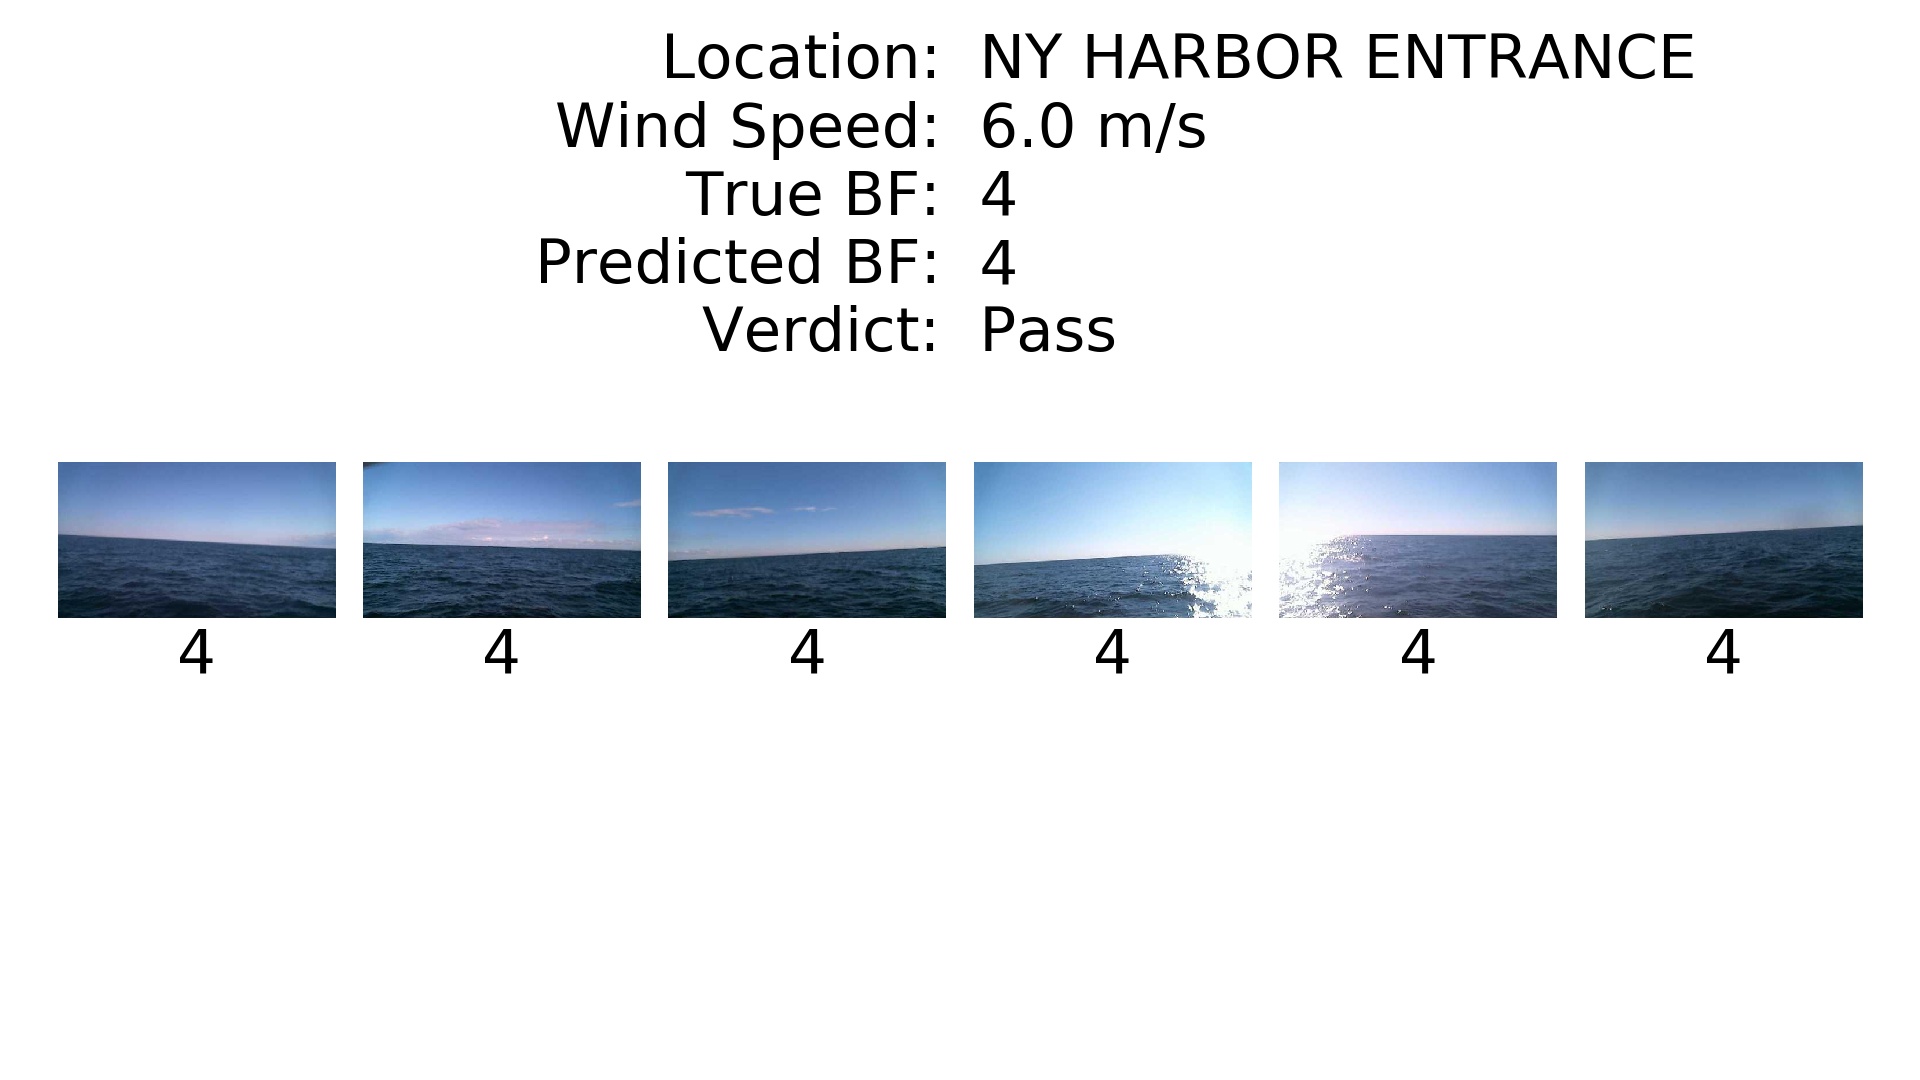 Location: NY HARBOR ENTRANCE
Wind Speed: 6.0 m/s
True BF: 4
Predicted BF: 4
Verdict: Pass
4 4 4 4 4 4